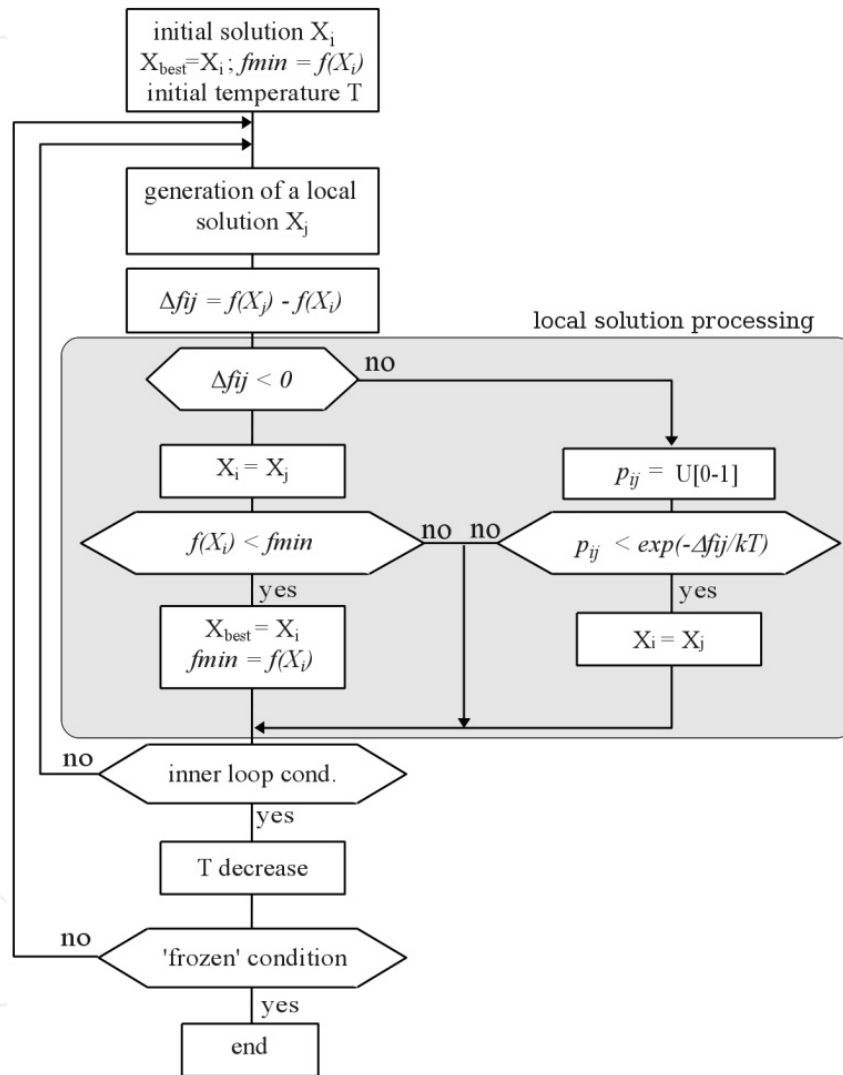 initial solution Xi
Xbest=Xi ; fmin = f(Xi)
initial temperature T
generation of a local
solution Xj
Δfij = f(Xj) - f(Xi)
local solution processing
Δfij < 0
no
Xi = Xj
pij = U[0-1]
f(Xi) < fmin
no
no
pij < exp(-Δfij/kT)
yes
yes
Xbest = Xi
fmin = f(Xi)
Xi = Xj
no
inner loop cond.
yes
T decrease
no
'frozen' condition
yes
end